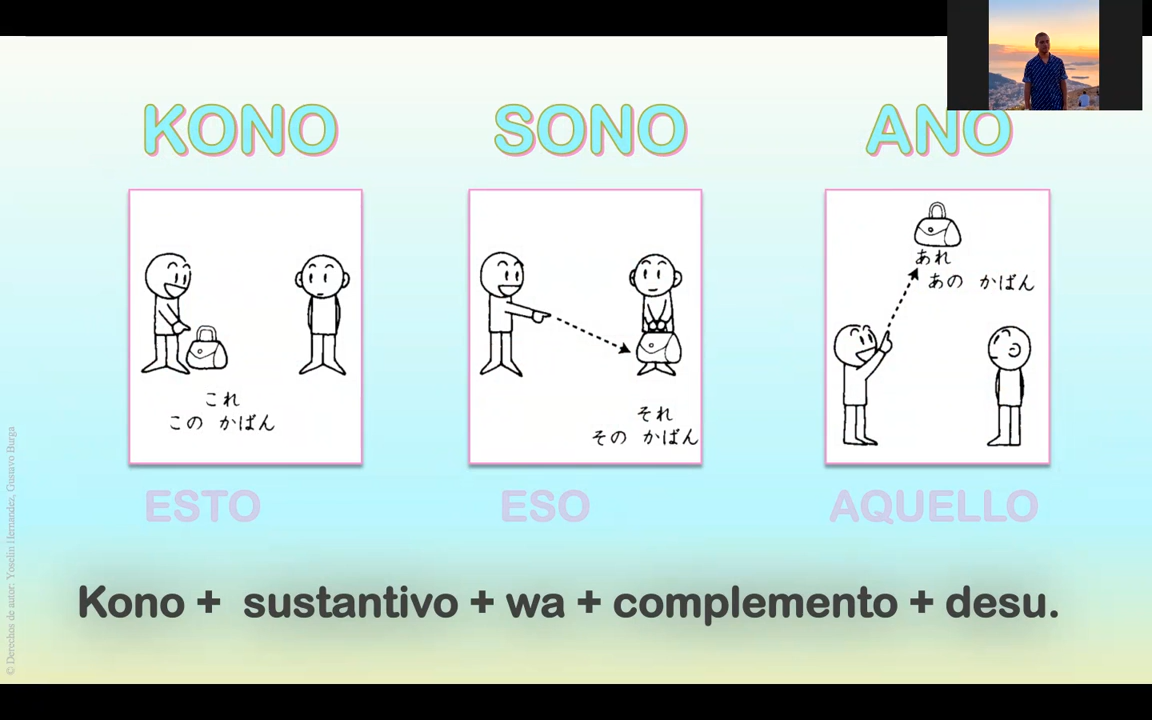 KONO
SONO
ANO
これ
この かばん
それ
その かばん
あれ
あの かばん
ESTO
ESO
AQUELLO
Kono + sustantivo + wa + complemento + desu.
© Derechos de autor: Yoselin Hernandez, Gustavo Burga